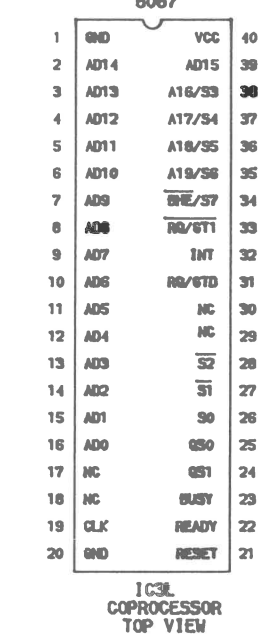 8087
1 GND VCC 40
2 AD14 AD15 39
3 AD13 A16/S3 38
4 AD12 A17/S4 37
5 AD11 A18/S5 36
6 AD10 A19/S6 35
7 AD9 BHE/S7 34
8 AD8 RQ/GT1 33
9 AD7 INT 32
10 AD6 RQ/GT0 31
11 AD5 NC 30
12 AD4 NC 29
13 AD3 S2 28
14 AD2 S1 27
15 AD1 S0 26
16 AD0 QS0 25
17 NC QS1 24
18 NC BUSY 23
19 CLK READY 22
20 GND RESET 21
IC3L
COPROCESSOR
TOP VIEW